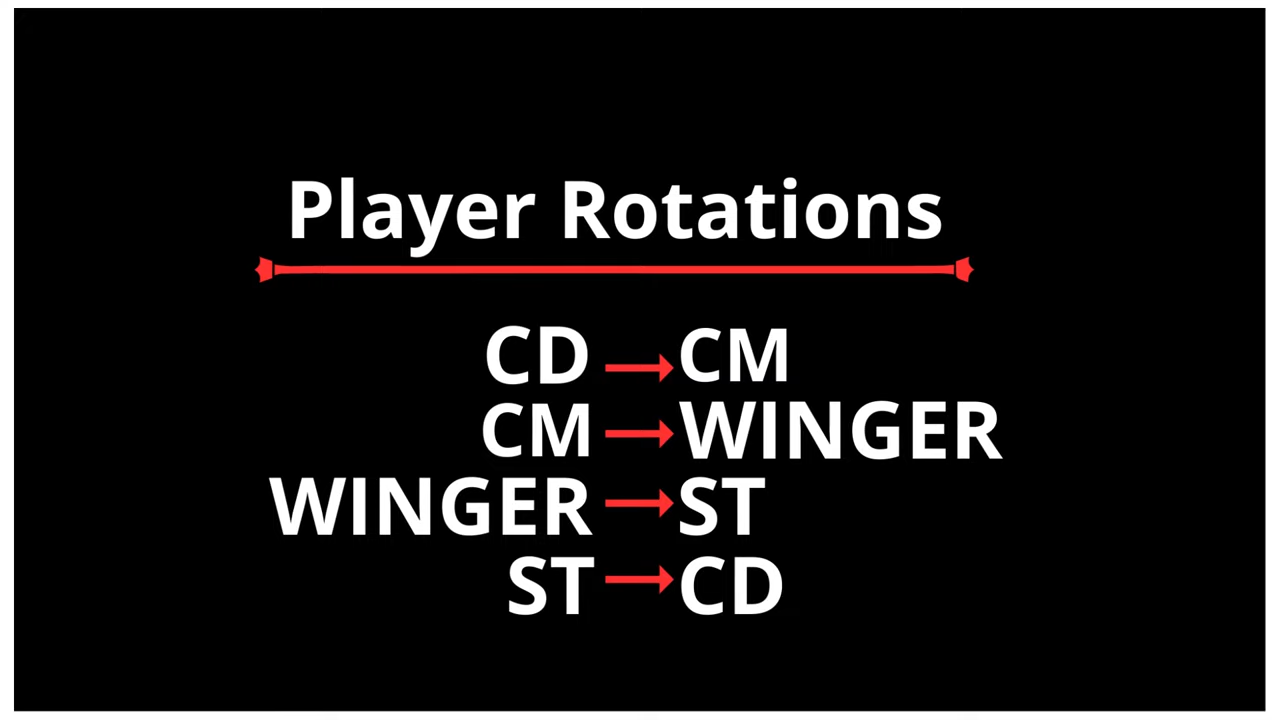 Player Rotations
CD → CM
CM → WINGER
WINGER → ST
ST → CD